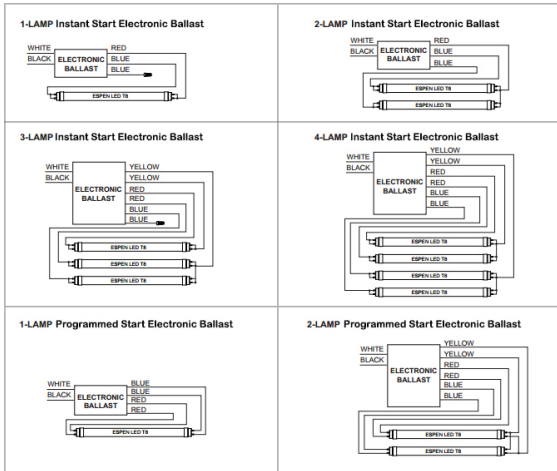 1-LAMP Instant Start Electronic Ballast
WHITE
BLACK
ELECTRONIC
BALLAST
RED
BLUE
BLUE
ESPEN LED T8
2-LAMP Instant Start Electronic Ballast
WHITE
BLACK
ELECTRONIC
BALLAST
RED
BLUE
BLUE
ESPEN LED T8
ESPEN LED T8
3-LAMP Instant Start Electronic Ballast
WHITE
BLACK
ELECTRONIC
BALLAST
YELLOW
YELLOW
RED
RED
BLUE
BLUE
ESPEN LED T8
ESPEN LED T8
ESPEN LED T8
4-LAMP Instant Start Electronic Ballast
WHITE
BLACK
ELECTRONIC
BALLAST
YELLOW
YELLOW
RED
RED
BLUE
BLUE
ESPEN LED T8
ESPEN LED T8
ESPEN LED T8
ESPEN LED T8
1-LAMP Programmed Start Electronic Ballast
WHITE
BLACK
ELECTRONIC
BALLAST
BLUE
BLUE
RED
RED
ESPEN LED T8
2-LAMP Programmed Start Electronic Ballast
WHITE
BLACK
ELECTRONIC
BALLAST
YELLOW
YELLOW
RED
RED
BLUE
BLUE
ESPEN LED T8
ESPEN LED T8